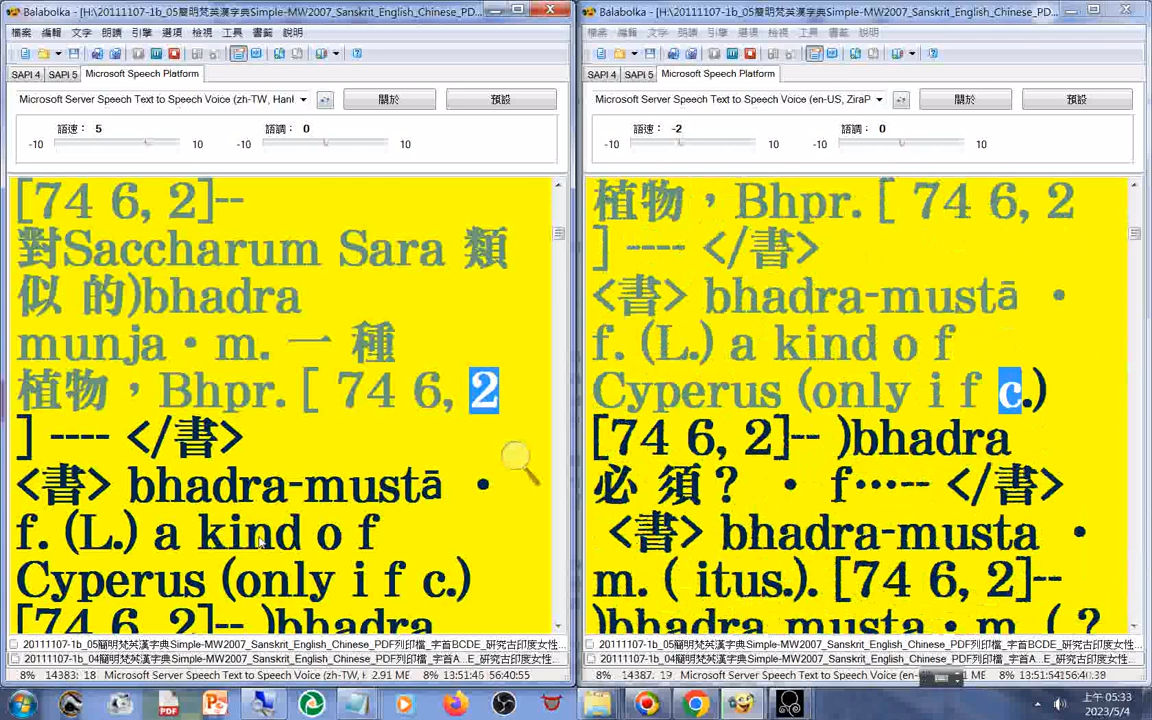 Balabolka - [H:\20111107-1b_05簡明梵英漢字典Simple-MW2007_Sanskrit_English_Chinese_PD...
檔案 編輯 文字 朗讀 引擎 選項 檢視 工具 書籤 說明
SAPI 4 SAPI 5 Microsoft Speech Platform
Microsoft Server Speech Text to Speech Voice (zh-TW, Hanl
關於 預設
語速： 5 語調： 0
-10 10 -10 10
[74 6, 2]--
對Saccharum Sara 類
似 的)bhadra
munja • m. 一 種
植物，Bhpr. [ 74 6, 2
] ---- </書>
<書> bhadra-mustā •
f. (L.) a kind o f
Cyperus (only i f c.)
[74 6, 2]-- )bhadra
20111107-1b_05簡明梵英漢字典Simple-MW2007_Sanskrit_English_Chinese_PDF列印檔_字首BCDE_研究古印度女性...
20111107-1b_04簡明梵英漢字典Simple-MW2007_Sanskrit_English_Chinese_PDF列印檔_字首A...E_研究古印度女性...
8% 14383: 18 Microsoft Server Speech Text to Speech Voice (zh-TW, H 2.91 ME 8% 13:51:45 56:40:55
Balabolka - [H:\20111107-1b_05簡明梵英漢字典Simple-MW2007_Sanskrit_English_Chinese_PD...
檔案 編輯 文字 朗讀 引擎 選項 檢視 工具 書籤 說明
SAPI 4 SAPI 5 Microsoft Speech Platform
Microsoft Server Speech Text to Speech Voice (en-US, ZiraP
關於 預設
語速： -2 語調： 0
-10 10 -10 10
植物，Bhpr. [ 74 6, 2
] ---- </書>
<書> bhadra-mustā •
f. (L.) a kind o f
Cyperus (only i f c.)
[74 6, 2]-- )bhadra
必 須？ • f…-- </書>
<書> bhadra-musta •
m. ( itus.). [74 6, 2]--
)bhadra musta • m. ( ?
20111107-1b_05簡明梵英漢字典Simple-MW2007_Sanskrit_English_Chinese_PDF列印檔_字首BCDE_研究古印度女性...
20111107-1b_04簡明梵英漢字典Simple-MW2007_Sanskrit_English_Chinese_PDF列印檔_字首A...E_研究古印度女性...
8% 14387: 19 Microsoft Server Speech Text to Speech Voice 8% 13:51:54
上午 05:33
2023/5/4